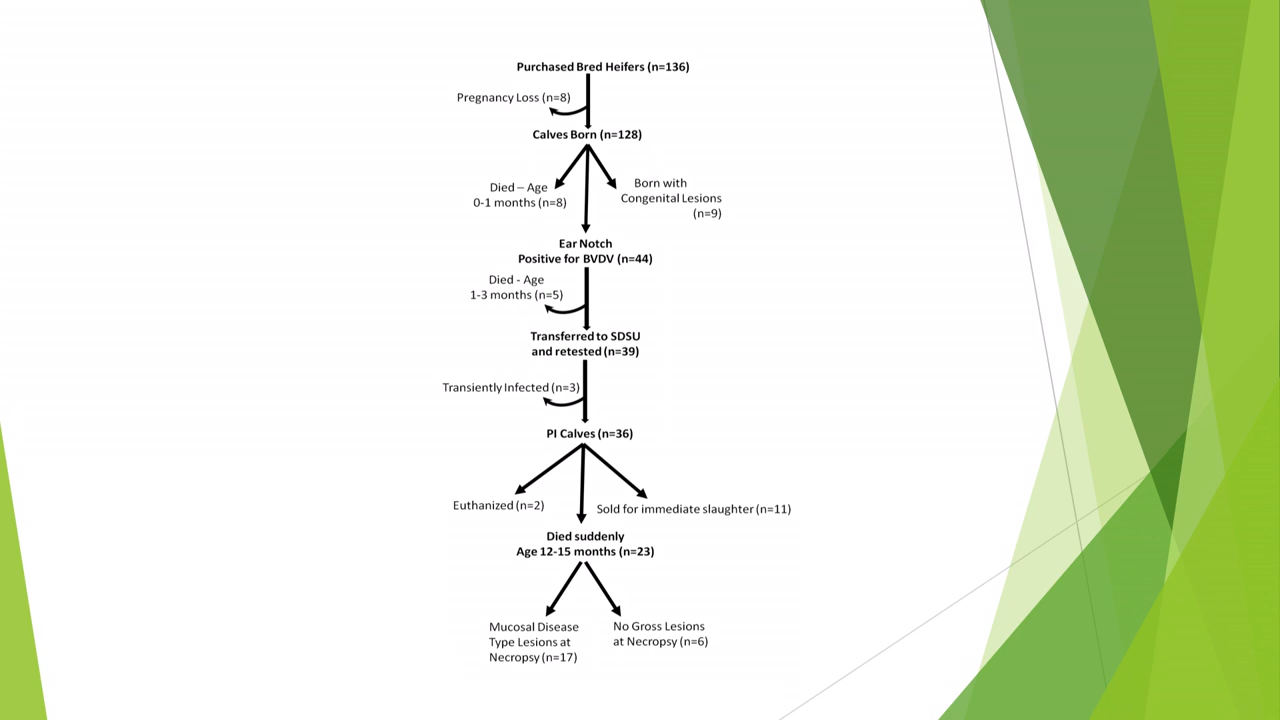 Purchased Bred Heifers (n=136)
Pregnancy Loss (n=8)
Calves Born (n=128)
Died – Age
0-1 months (n=8)
Born with
Congenital Lesions
(n=9)
Ear Notch
Positive for BVDV (n=44)
Died - Age
1-3 months (n=5)
Transferred to SDSU
and retested (n=39)
Transiently Infected (n=3)
PI Calves (n=36)
Euthanized (n=2)
Sold for immediate slaughter (n=11)
Died suddenly
Age 12-15 months (n=23)
Mucosal Disease
Type Lesions at
Necropsy (n=17)
No Gross Lesions
at Necropsy (n=6)